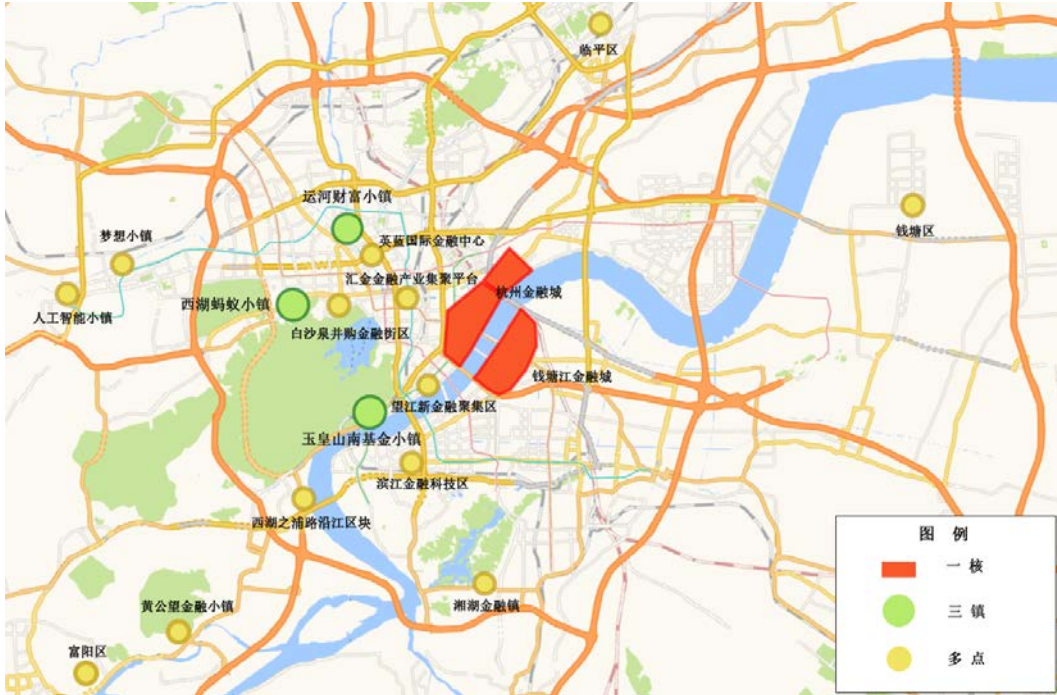 临平区
运河财富小镇
钱塘区
梦想小镇
英蓝国际金融中心
汇金金融产业集聚平台
杭州金融城
西湖蚂蚁小镇
人工智能小镇
白沙泉并购金融街区
钱塘江金融城
望江新金融聚集区
玉皇山南基金小镇
滨江金融科技区
西湖之浦路沿江区块
湘湖金融镇
黄公望金融小镇
富阳区
图 例
一 核
三 镇
多 点